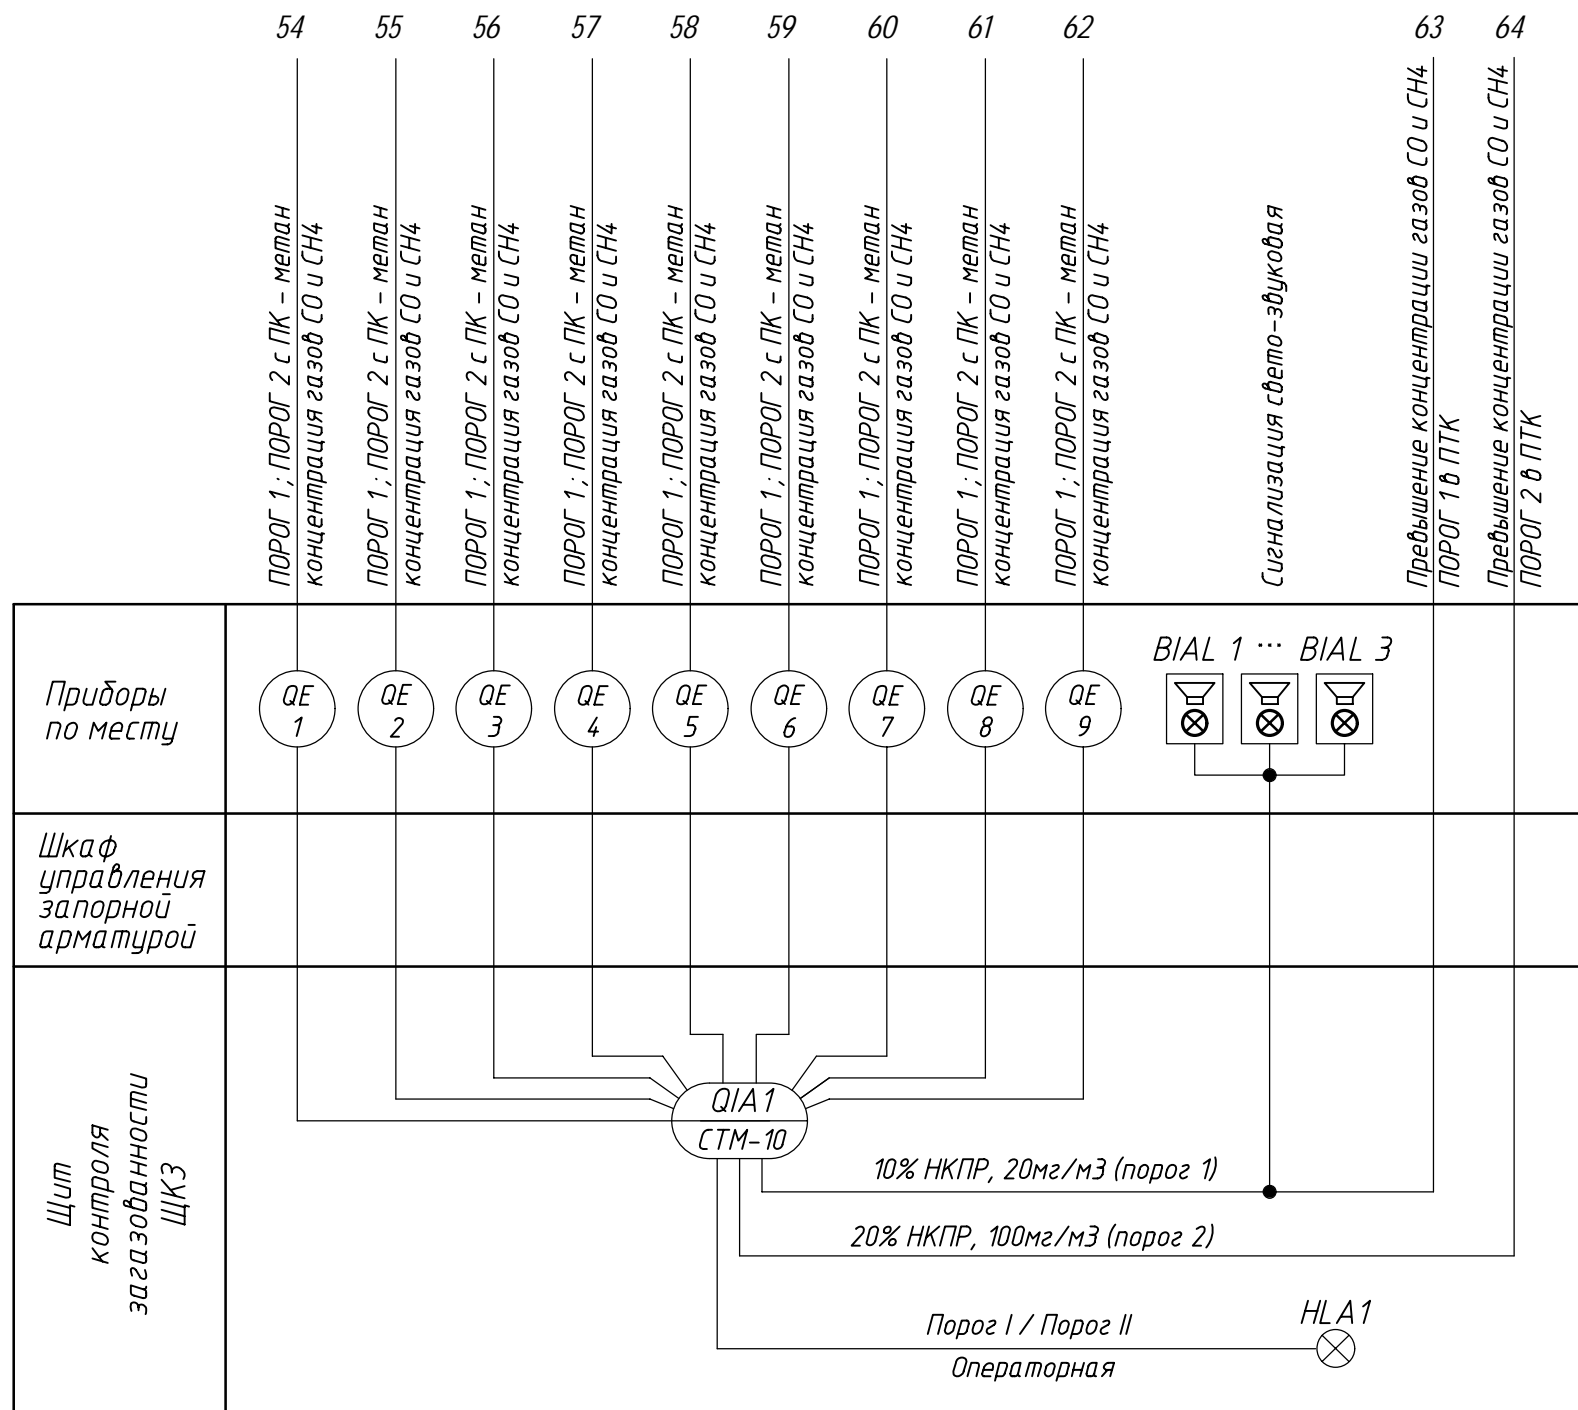 54 55 56 57 58 59 60 61 62 63 64
ПОРОГ 1; ПОРОГ 2 с ПК - метан
концентрация газов СО и СН4
ПОРОГ 1; ПОРОГ 2 с ПК - метан
концентрация газов СО и СН4
ПОРОГ 1; ПОРОГ 2 с ПК - метан
концентрация газов СО и СН4
ПОРОГ 1; ПОРОГ 2 с ПК - метан
концентрация газов СО и СН4
ПОРОГ 1; ПОРОГ 2 с ПК - метан
концентрация газов СО и СН4
ПОРОГ 1; ПОРОГ 2 с ПК - метан
концентрация газов СО и СН4
ПОРОГ 1; ПОРОГ 2 с ПК - метан
концентрация газов СО и СН4
ПОРОГ 1; ПОРОГ 2 с ПК - метан
концентрация газов СО и СН4
ПОРОГ 1; ПОРОГ 2 с ПК - метан
концентрация газов СО и СН4
Сигнализация свето-звуковая
Превышение концентрации газов СО и СН4
ПОРОГ 1 в ПТК
Превышение концентрации газов СО и СН4
ПОРОГ 2 в ПТК
Приборы
по месту
QE
1
QE
2
QE
3
QE
4
QE
5
QE
6
QE
7
QE
8
QE
9
BIAL 1 ... BIAL 3
Шкаф
управления
запорной
арматурой
Щит
контроля
загазованности
ЩКЗ
QIA1
СТМ-10
10% НКПР, 20мг/м3 (порог 1)
20% НКПР, 100мг/м3 (порог 2)
Порог I / Порог II
Операторная
HLA1